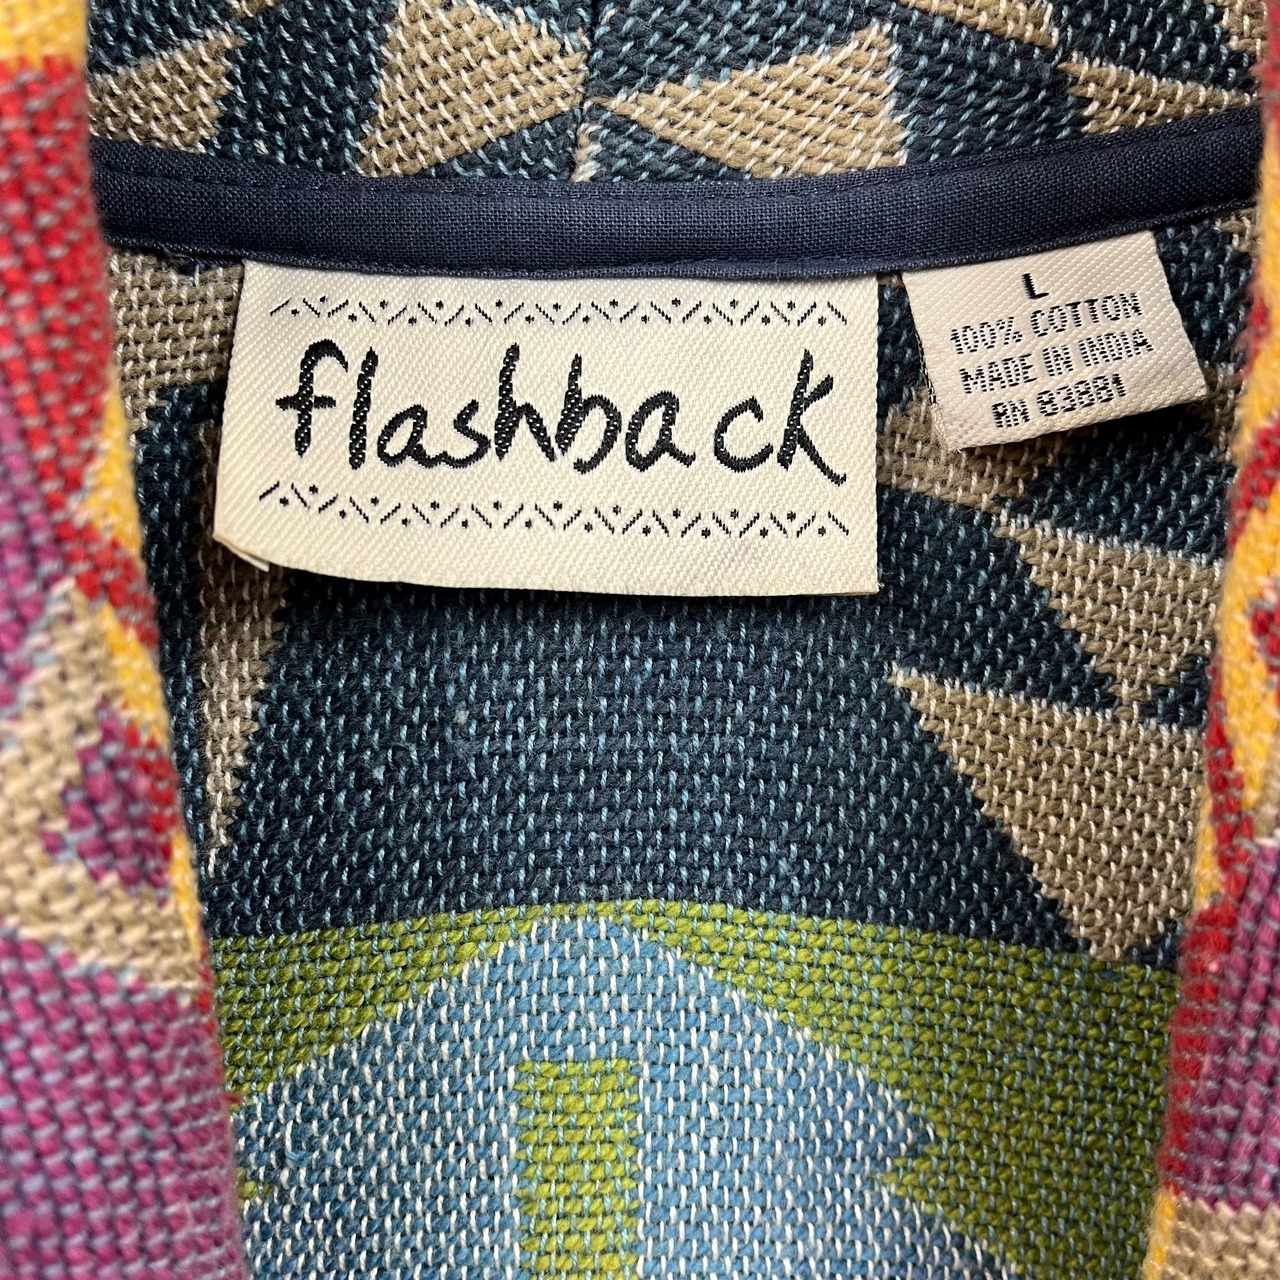 flashback
L
100% COTTON
MADE IN INDIA
RN 83881